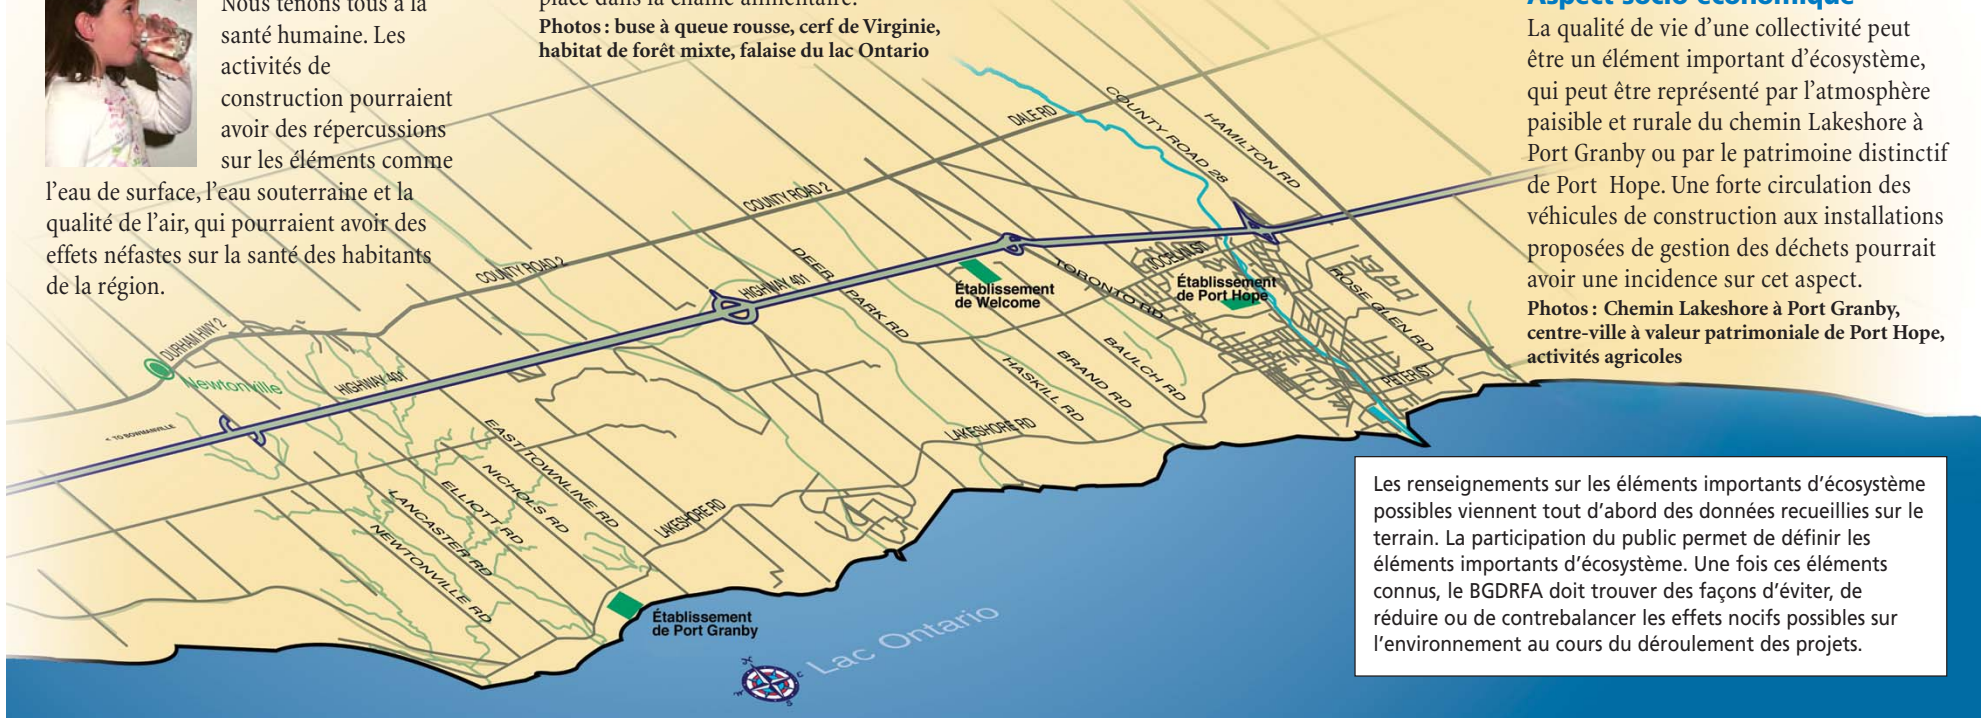 Nous tenons tous à la
santé humaine. Les
activités de
construction pourraient
avoir des répercussions
sur les éléments comme
l'eau de surface, l'eau souterraine et la
qualité de l'air, qui pourraient avoir des
effets néfastes sur la santé des habitants
de la région.
place dans la chaîne alimentaire.
Photos : buse à queue rousse, cerf de Virginie,
habitat de forêt mixte, falaise du lac Ontario
Aspect socio-économique
La qualité de vie d'une collectivité peut
être un élément important d'écosystème,
qui peut être représenté par l'atmosphère
paisible et rurale du chemin Lakeshore à
Port Granby ou par le patrimoine distinctif
de Port Hope. Une forte circulation des
véhicules de construction aux installations
proposées de gestion des déchets pourrait
avoir une incidence sur cet aspect.
Photos : Chemin Lakeshore à Port Granby,
centre-ville à valeur patrimoniale de Port Hope,
activités agricoles
DALE RD
COUNTY ROAD 28
HAMILTON RD
COUNTY ROAD 2
COUNTY ROAD 2
DEER PARK RD
HIGHWAY 401
Établissement
de Welcome
TORONTO RD
JOCELYN ST
Établissement
de Port Hope
ROSE GLEN RD
DURHAM HWY 2
Newtonville
HIGHWAY 401
< TO BOWMANVILLE
HASKILL RD
BRAND RD
BAULCH RD
PETER ST
LAKESHORE RD
EASTTOWNLINE RD
NICHOLS RD
ELLIOTT RD
LANCASTER RD
NEWTONVILLE RD
LAKESHORE RD
Établissement
de Port Granby
Lac Ontario
N
E
S
W
Les renseignements sur les éléments importants d'écosystème
possibles viennent tout d'abord des données recueillies sur le
terrain. La participation du public permet de définir les
éléments importants d'écosystème. Une fois ces éléments
connus, le BGDRFA doit trouver des façons d'éviter, de
réduire ou de contrebalancer les effets nocifs possibles sur
l'environnement au cours du déroulement des projets.